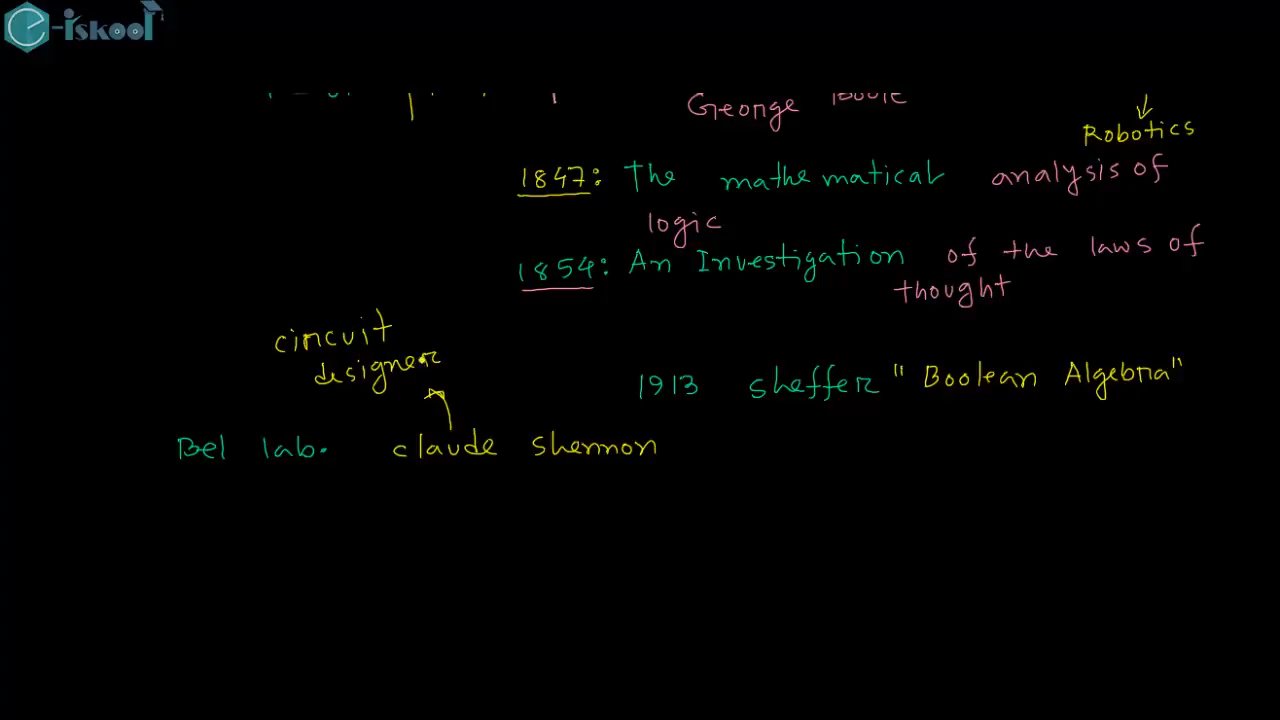 e-iskool
George Boole
Robotics
1847: The mathematical analysis of
logic
1854: An Investigation of the laws of
thought
circuit
designer
1913 sheffer "Boolean Algebra"
Bel lab. claude shennon